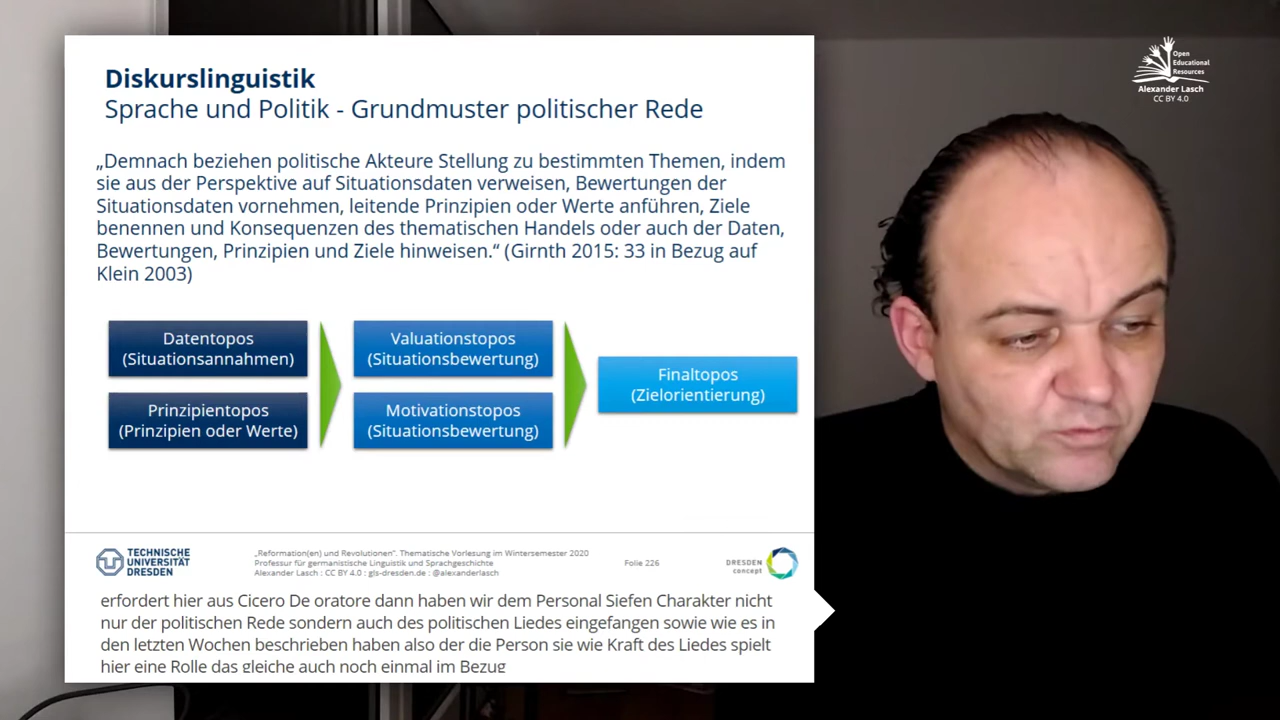 Diskurslinguistik
Sprache und Politik - Grundmuster politischer Rede
„Demnach beziehen politische Akteure Stellung zu bestimmten Themen, indem
sie aus der Perspektive auf Situationsdaten verweisen, Bewertungen der
Situationsdaten vornehmen, leitende Prinzipien oder Werte anführen, Ziele
benennen und Konsequenzen des thematischen Handels oder auch der Daten,
Bewertungen, Prinzipien und Ziele hinweisen.“ (Girnth 2015: 33 in Bezug auf
Klein 2003)
Datentopos
(Situationsannahmen)
Prinzipientopos
(Prinzipien oder Werte)
Valuationstopos
(Situationsbewertung)
Motivationstopos
(Situationsbewertung)
Finaltopos
(Zielorientierung)
TECHNISCHE
UNIVERSITÄT
DRESDEN
„Reformation(en) und Revolutionen“. Thematische Vorlesung im Wintersemester 2020
Professur für germanistische Linguistik und Sprachgeschichte
Alexander Lasch : CC BY 4.0 : gls-dresden.de : @alexanderlasch
Folie 226
DRESDEN
concept
erfordert hier aus Cicero De oratore dann haben wir dem Personal Siefen Charakter nicht
nur der politischen Rede sondern auch des politischen Liedes eingefangen sowie wie es in
den letzten Wochen beschrieben haben also der die Person sie wie Kraft des Liedes spielt
hier eine Rolle das gleiche auch noch einmal im Bezug
Open
Educational
Resources
Alexander Lasch
CC BY 4.0